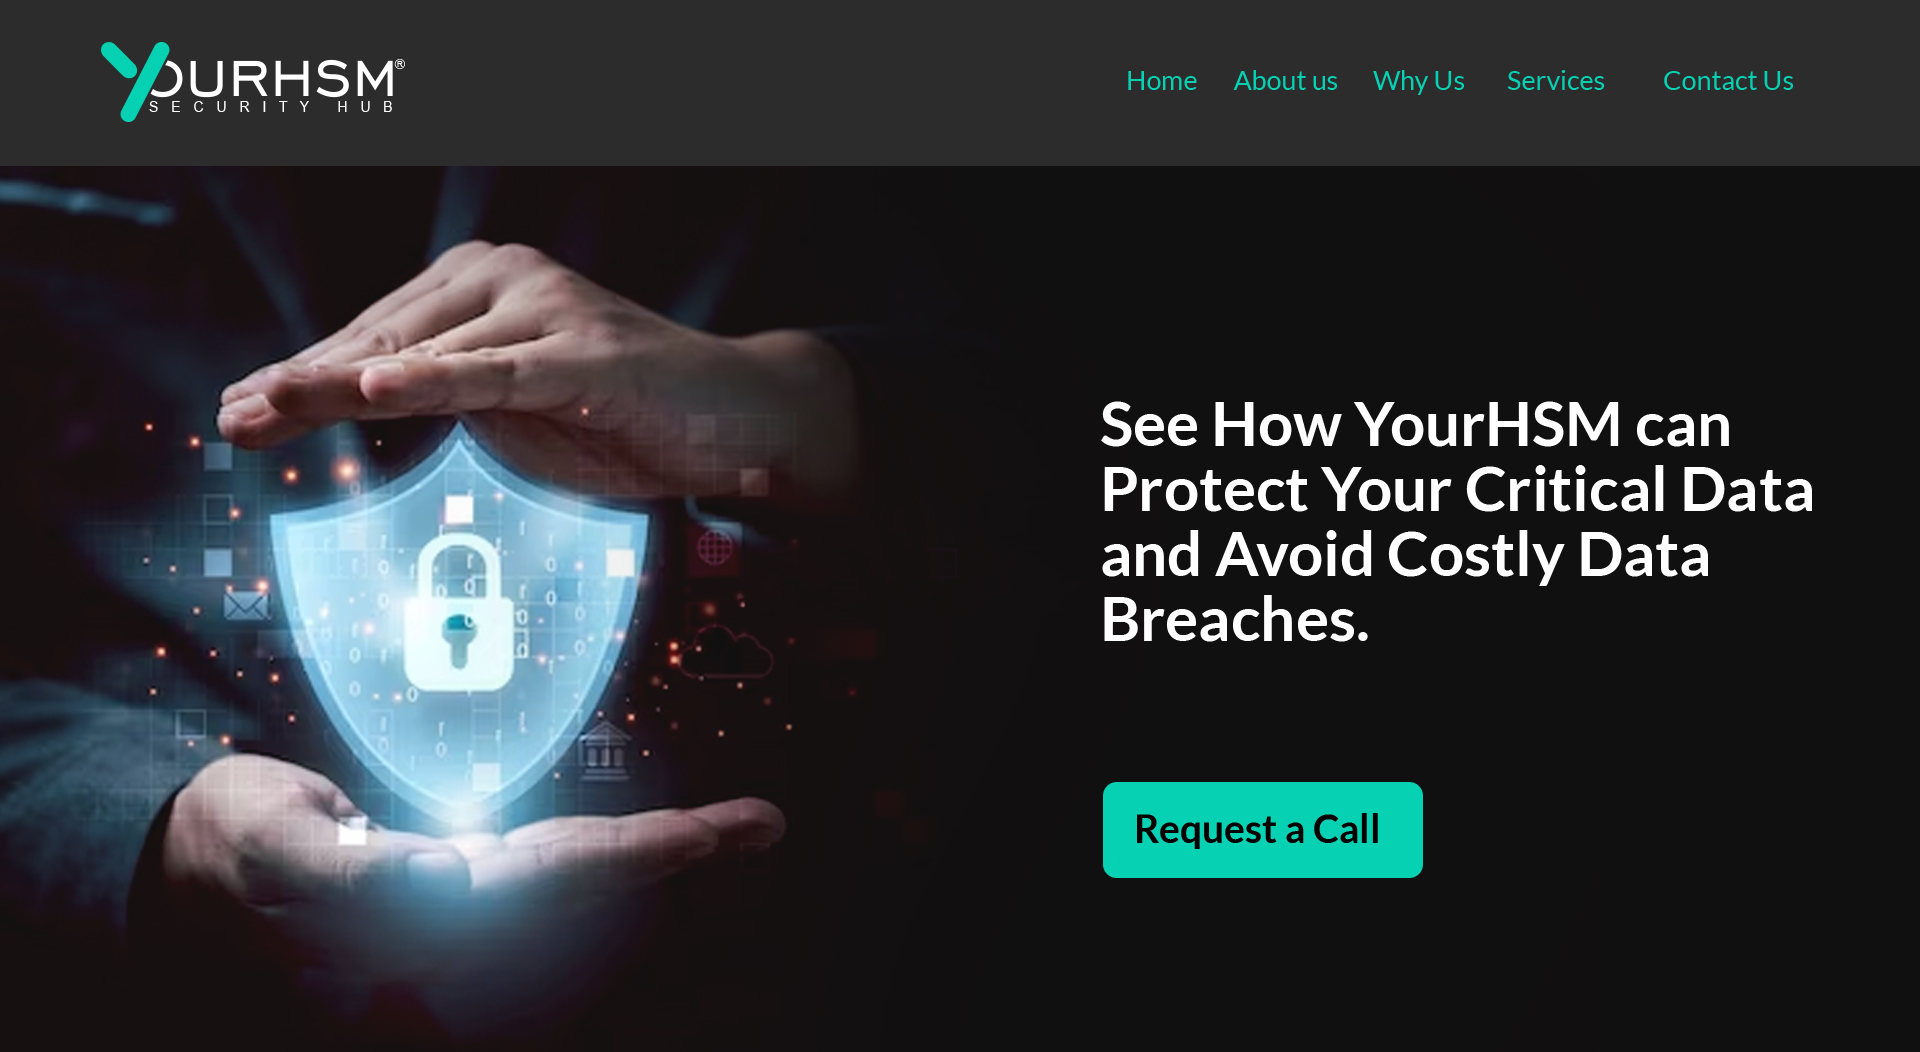 YOURHSM®
SECURITY HUB
Home About us Why Us Services Contact Us
See How YourHSM can
Protect Your Critical Data
and Avoid Costly Data
Breaches.
Request a Call